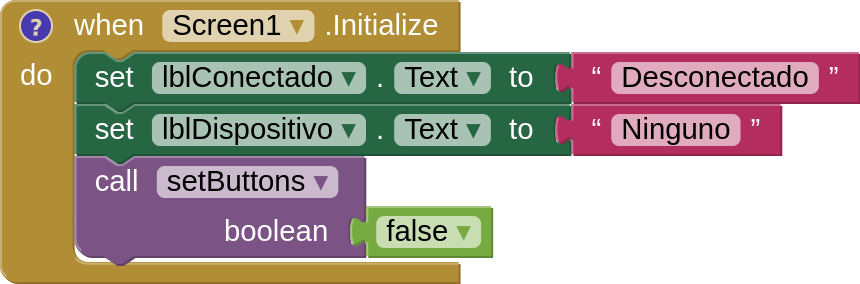 ? when Screen1 ▾ .Initialize
do set lblConectado ▾ . Text ▾ to “ Desconectado ”
set lblDispositivo ▾ . Text ▾ to “ Ninguno ”
call setButtons ▾
boolean false ▾